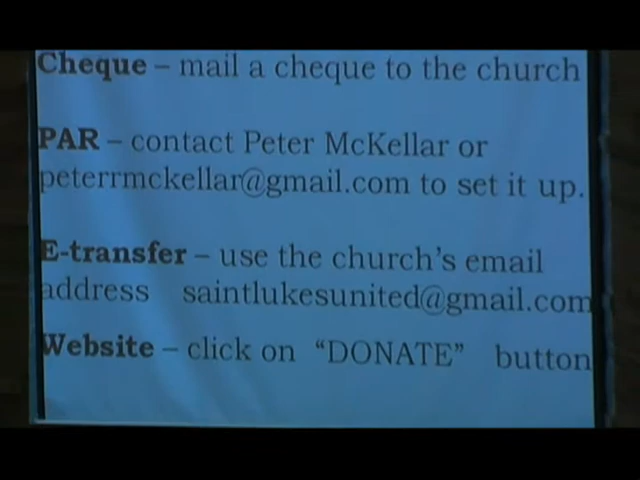 Cheque – mail a cheque to the church
PAR – contact Peter McKellar or
peterrmckellar@gmail.com to set it up.
E-transfer – use the church's email
address saintlukesunited@gmail.com
Website – click on “DONATE” button